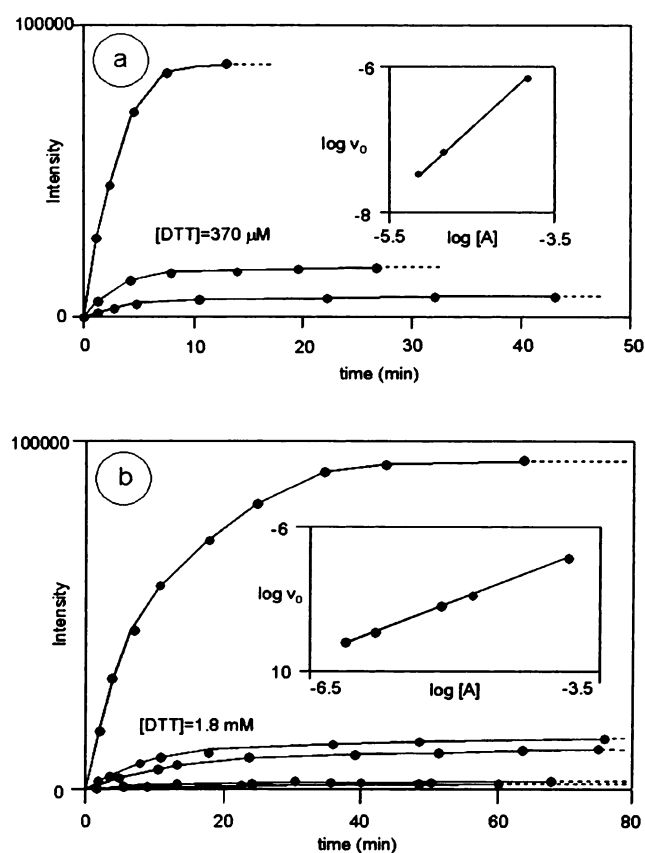 100000
a
Intensity
-6
log v0
-8
-5.5
log [A]
-3.5
[DTT]=370 µM
0
0
10
20
30
40
50
time (min)
100000
b
Intensity
-6
log v0
10
-6.5
log [A]
-3.5
[DTT]=1.8 mM
0
0
20
40
60
80
time (min)